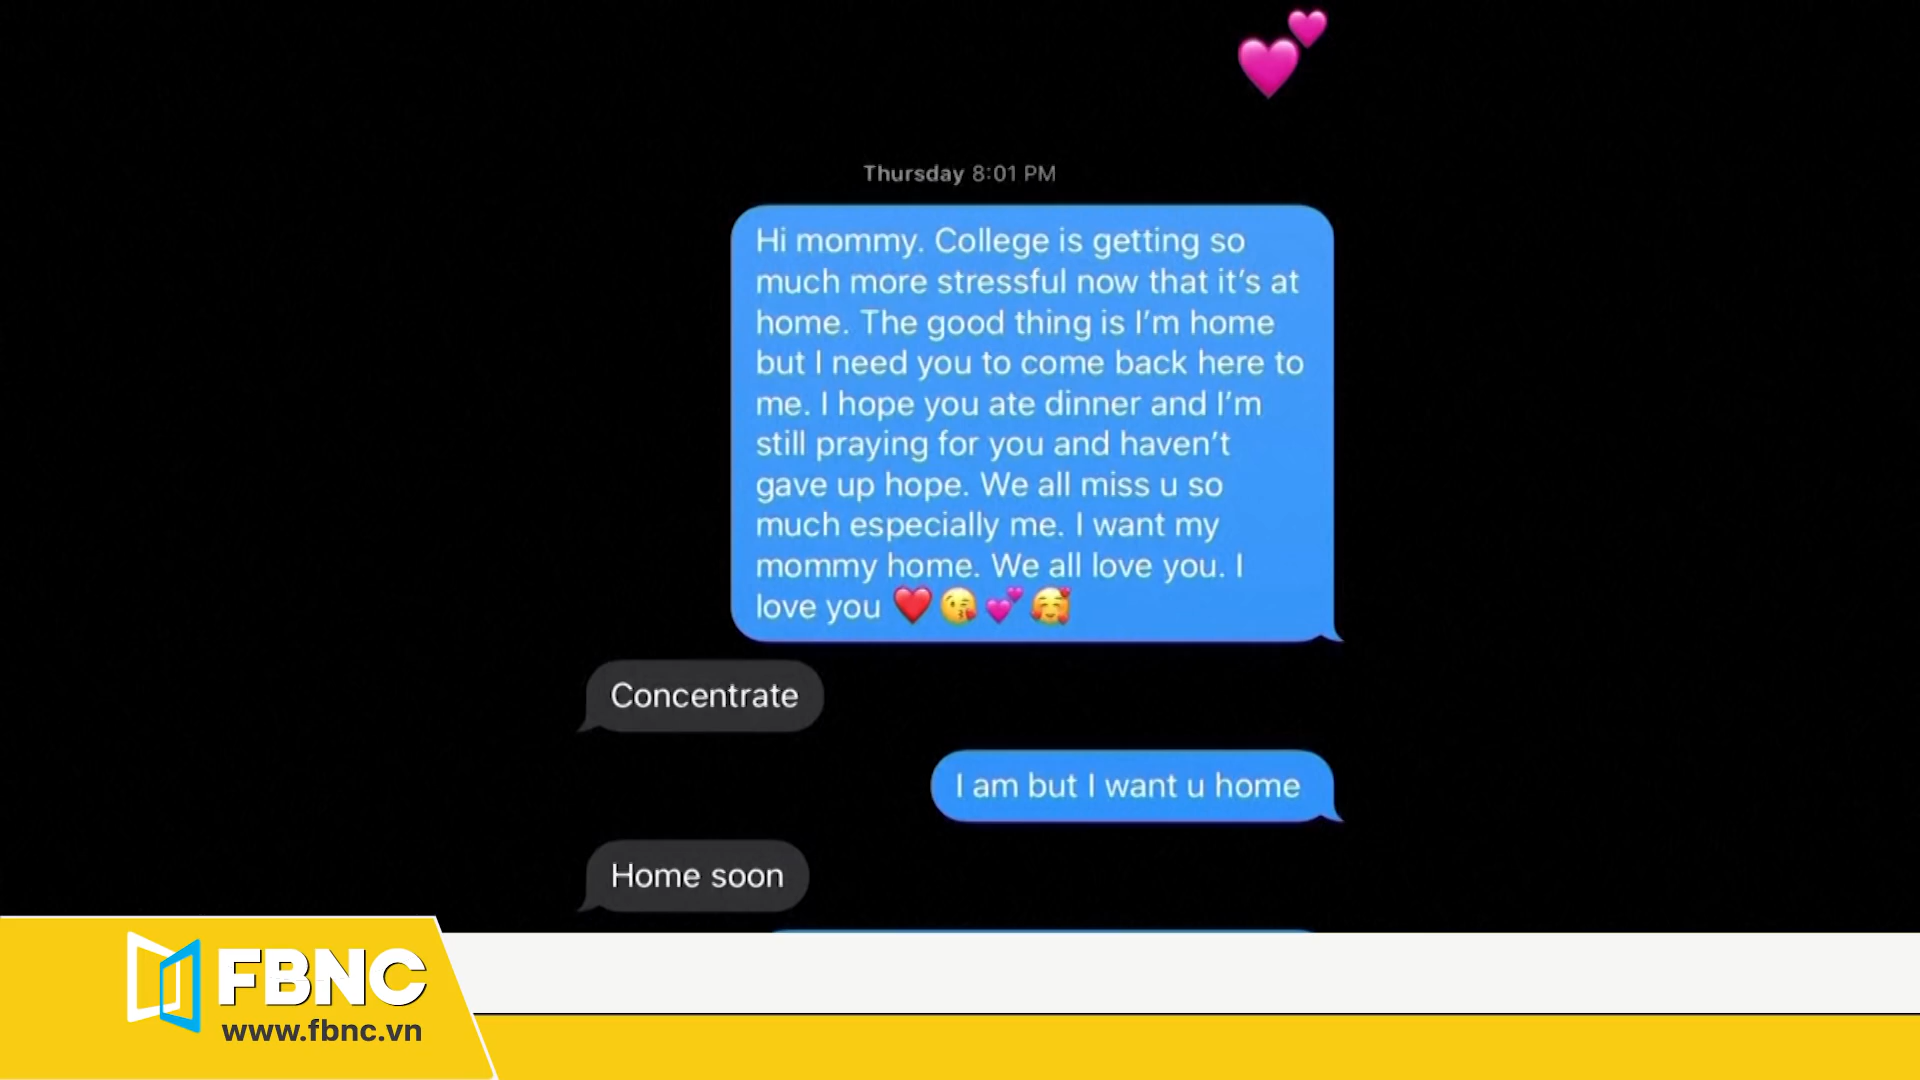 Thursday 8:01 PM
Hi mommy. College is getting so
much more stressful now that it’s at
home. The good thing is I’m home
but I need you to come back here to
me. I hope you ate dinner and I’m
still praying for you and haven’t
gave up hope. We all miss u so
much especially me. I want my
mommy home. We all love you. I
love you ❤️😘💕🥰
Concentrate
I am but I want u home
Home soon
FBNC
www.fbnc.vn